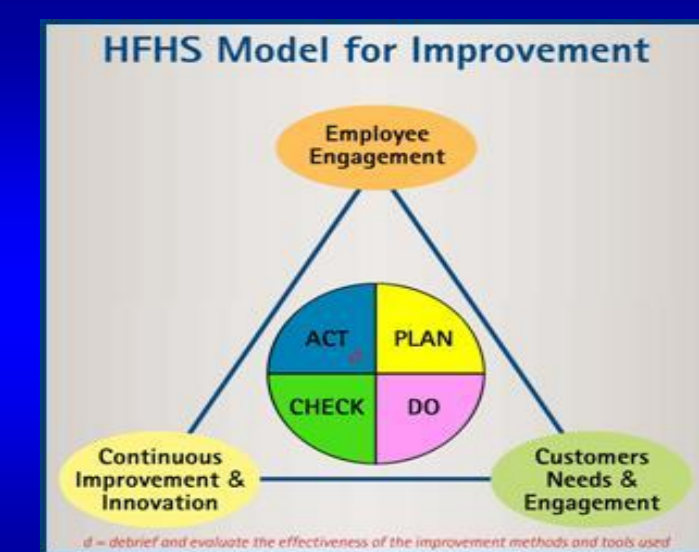 HFHS Model for Improvement
Employee
Engagement
ACT
d
PLAN
CHECK
DO
Continuous
Improvement &
Innovation
Customers
Needs &
Engagement
d = debrief and evaluate the effectiveness of the improvement methods and tools used